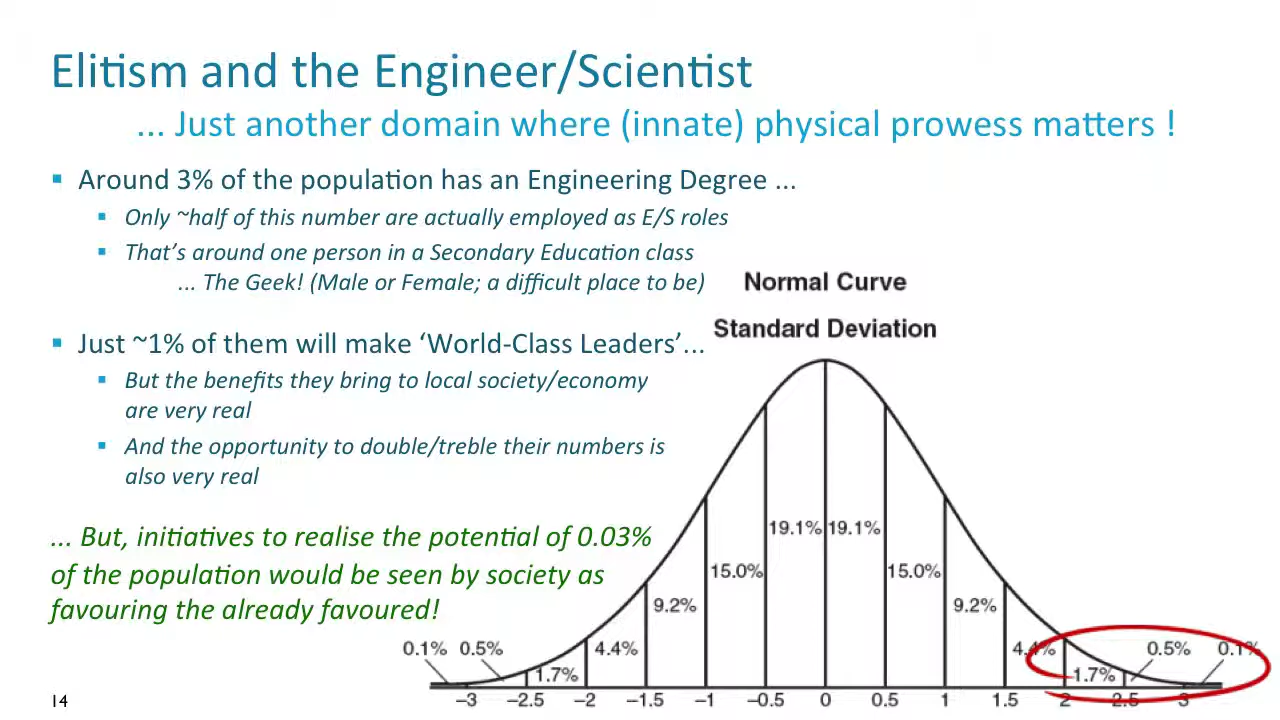 Elitism and the Engineer/Scientist
... Just another domain where (innate) physical prowess matters !
▪ Around 3% of the population has an Engineering Degree ...
▪ Only ~half of this number are actually employed as E/S roles
▪ That's around one person in a Secondary Education class
... The Geek! (Male or Female; a difficult place to be)
▪ Just ~1% of them will make ‘World-Class Leaders’...
▪ But the benefits they bring to local society/economy
are very real
▪ And the opportunity to double/treble their numbers is
also very real
... But, initiatives to realise the potential of 0.03%
of the population would be seen by society as
favouring the already favoured!
Normal Curve
Standard Deviation
19.1% 19.1%
15.0% 15.0%
9.2% 9.2%
0.1% 0.5% 4.4% 4.4% 0.5% 0.1%
1.7% 1.7%
−3 −2.5 −2 −1.5 −1 −0.5 0 0.5 1 1.5 2 2.5 3
14